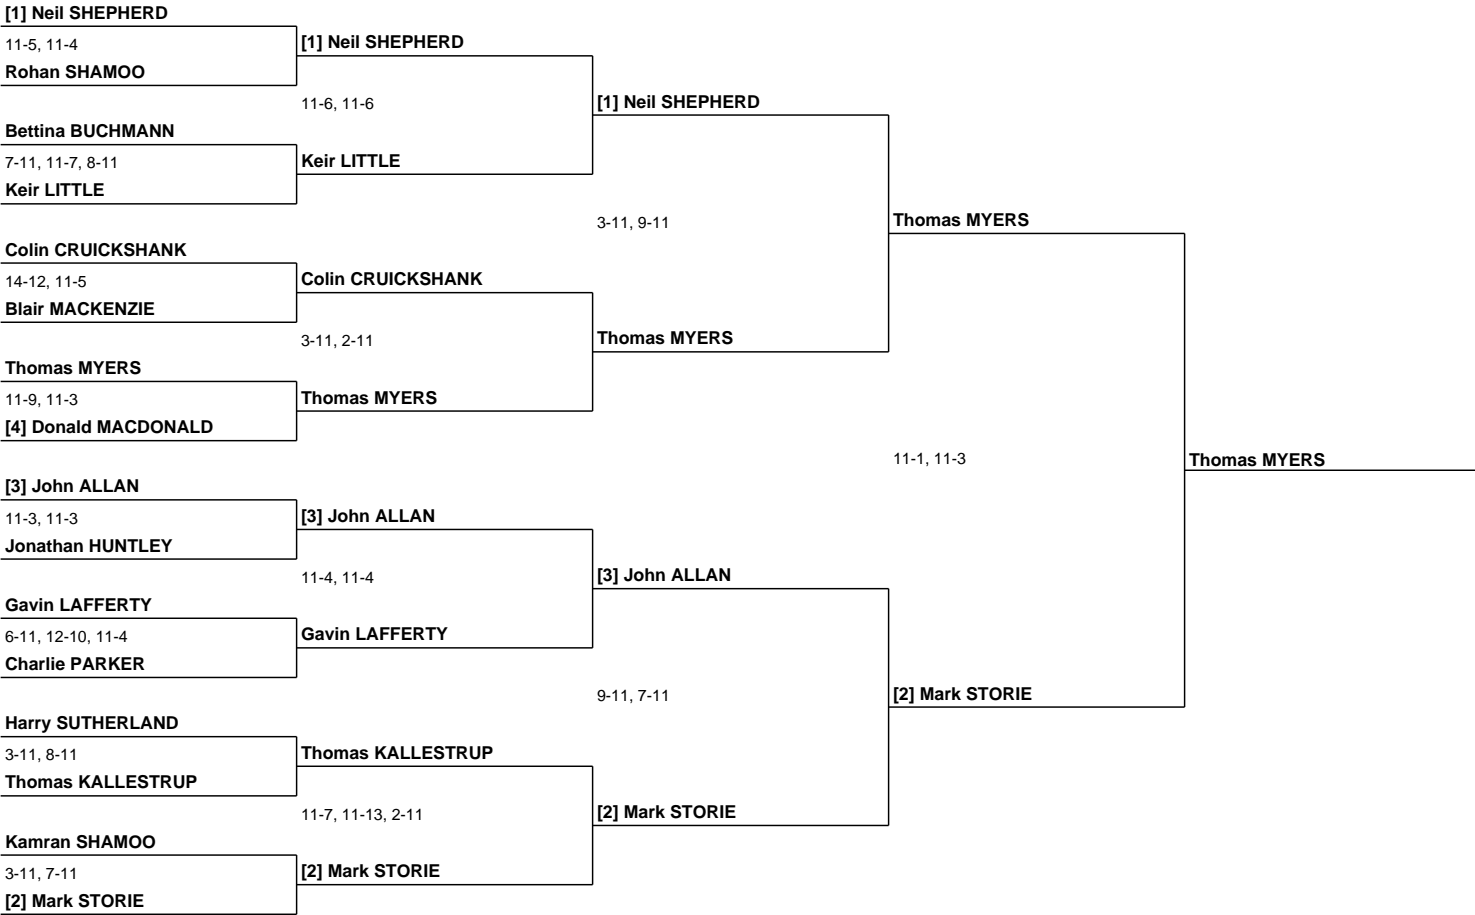 [1] Neil SHEPHERD
11-5, 11-4
Rohan SHAMOO
Bettina BUCHMANN
7-11, 11-7, 8-11
Keir LITTLE
Colin CRUICKSHANK
14-12, 11-5
Blair MACKENZIE
Thomas MYERS
11-9, 11-3
[4] Donald MACDONALD
[3] John ALLAN
11-3, 11-3
Jonathan HUNTLEY
Gavin LAFFERTY
6-11, 12-10, 11-4
Charlie PARKER
Harry SUTHERLAND
3-11, 8-11
Thomas KALLESTRUP
Kamran SHAMOO
3-11, 7-11
[2] Mark STORIE
[1] Neil SHEPHERD
11-6, 11-6
Keir LITTLE
Colin CRUICKSHANK
3-11, 2-11
Thomas MYERS
[3] John ALLAN
11-4, 11-4
Gavin LAFFERTY
Thomas KALLESTRUP
11-7, 11-13, 2-11
[2] Mark STORIE
[1] Neil SHEPHERD
3-11, 9-11
Thomas MYERS
[3] John ALLAN
9-11, 7-11
[2] Mark STORIE
Thomas MYERS
11-1, 11-3
[2] Mark STORIE
Thomas MYERS